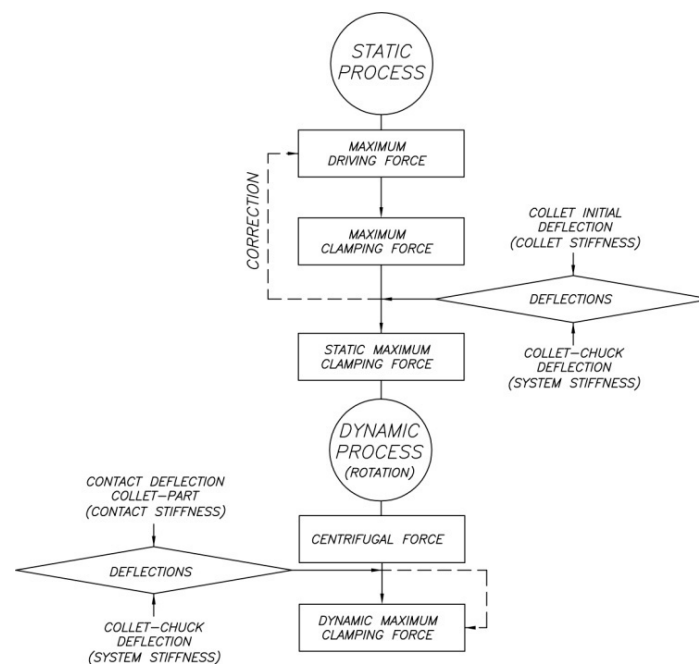 STATIC
PROCESS
MAXIMUM
DRIVING FORCE
CORRECTION
MAXIMUM
CLAMPING FORCE
COLLET INITIAL
DEFLECTION
(COLLET STIFFNESS)
DEFLECTIONS
COLLET-CHUCK
DEFLECTION
(SYSTEM STIFFNESS)
STATIC MAXIMUM
CLAMPING FORCE
DYNAMIC
PROCESS
(ROTATION)
CONTACT DEFLECTION
COLLET-PART
(CONTACT STIFFNESS)
CENTRIFUGAL FORCE
DEFLECTIONS
COLLET-CHUCK
DEFLECTION
(SYSTEM STIFFNESS)
DYNAMIC MAXIMUM
CLAMPING FORCE